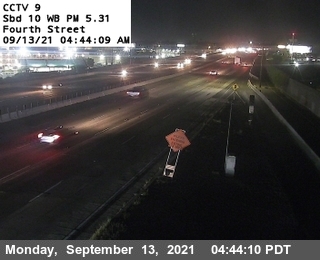 CCTV 9
Sbd 10 WB PM 5.31
Fourth Street
09/13/21 04:44:09 AM
Monday, September 13, 2021 04:44:10 PDT